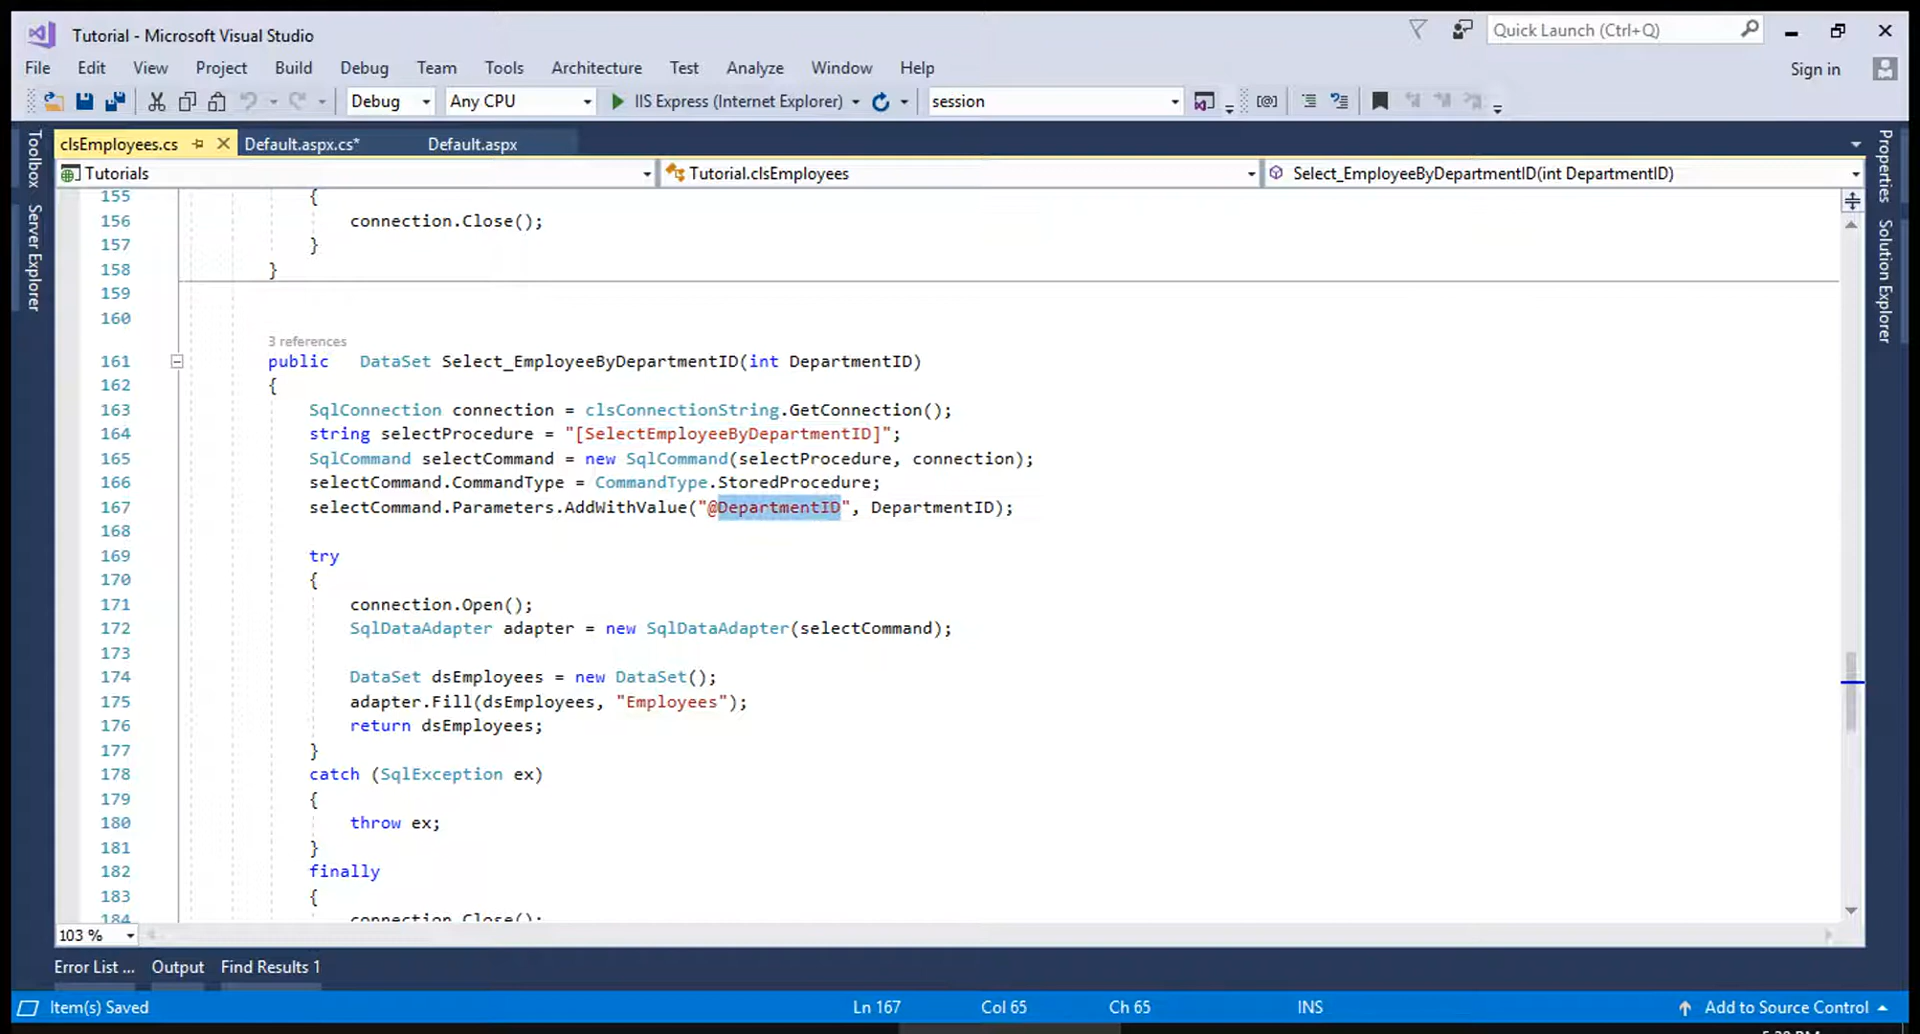 Tutorial - Microsoft Visual Studio
Quick Launch (Ctrl+Q)
File Edit View Project Build Debug Team Tools Architecture Test Analyze Window Help
Sign in
Debug Any CPU IIS Express (Internet Explorer) session
clsEmployees.cs Default.aspx.cs* Default.aspx
Tutorials Tutorial.clsEmployees Select_EmployeeByDepartmentID(int DepartmentID)
Toolbox
Server Explorer
Properties
Solution Explorer
155 {
156 connection.Close();
157 }
158 }
159
160
3 references
161 public DataSet Select_EmployeeByDepartmentID(int DepartmentID)
162 {
163 SqlConnection connection = clsConnectionString.GetConnection();
164 string selectProcedure = "[SelectEmployeeByDepartmentID]";
165 SqlCommand selectCommand = new SqlCommand(selectProcedure, connection);
166 selectCommand.CommandType = CommandType.StoredProcedure;
167 selectCommand.Parameters.AddWithValue("@DepartmentID", DepartmentID);
168
169 try
170 {
171 connection.Open();
172 SqlDataAdapter adapter = new SqlDataAdapter(selectCommand);
173
174 DataSet dsEmployees = new DataSet();
175 adapter.Fill(dsEmployees, "Employees");
176 return dsEmployees;
177 }
178 catch (SqlException ex)
179 {
180 throw ex;
181 }
182 finally
183 {
184 connection.Close();
103 %
Error List ... Output Find Results 1
Item(s) Saved Ln 167 Col 65 Ch 65 INS Add to Source Control